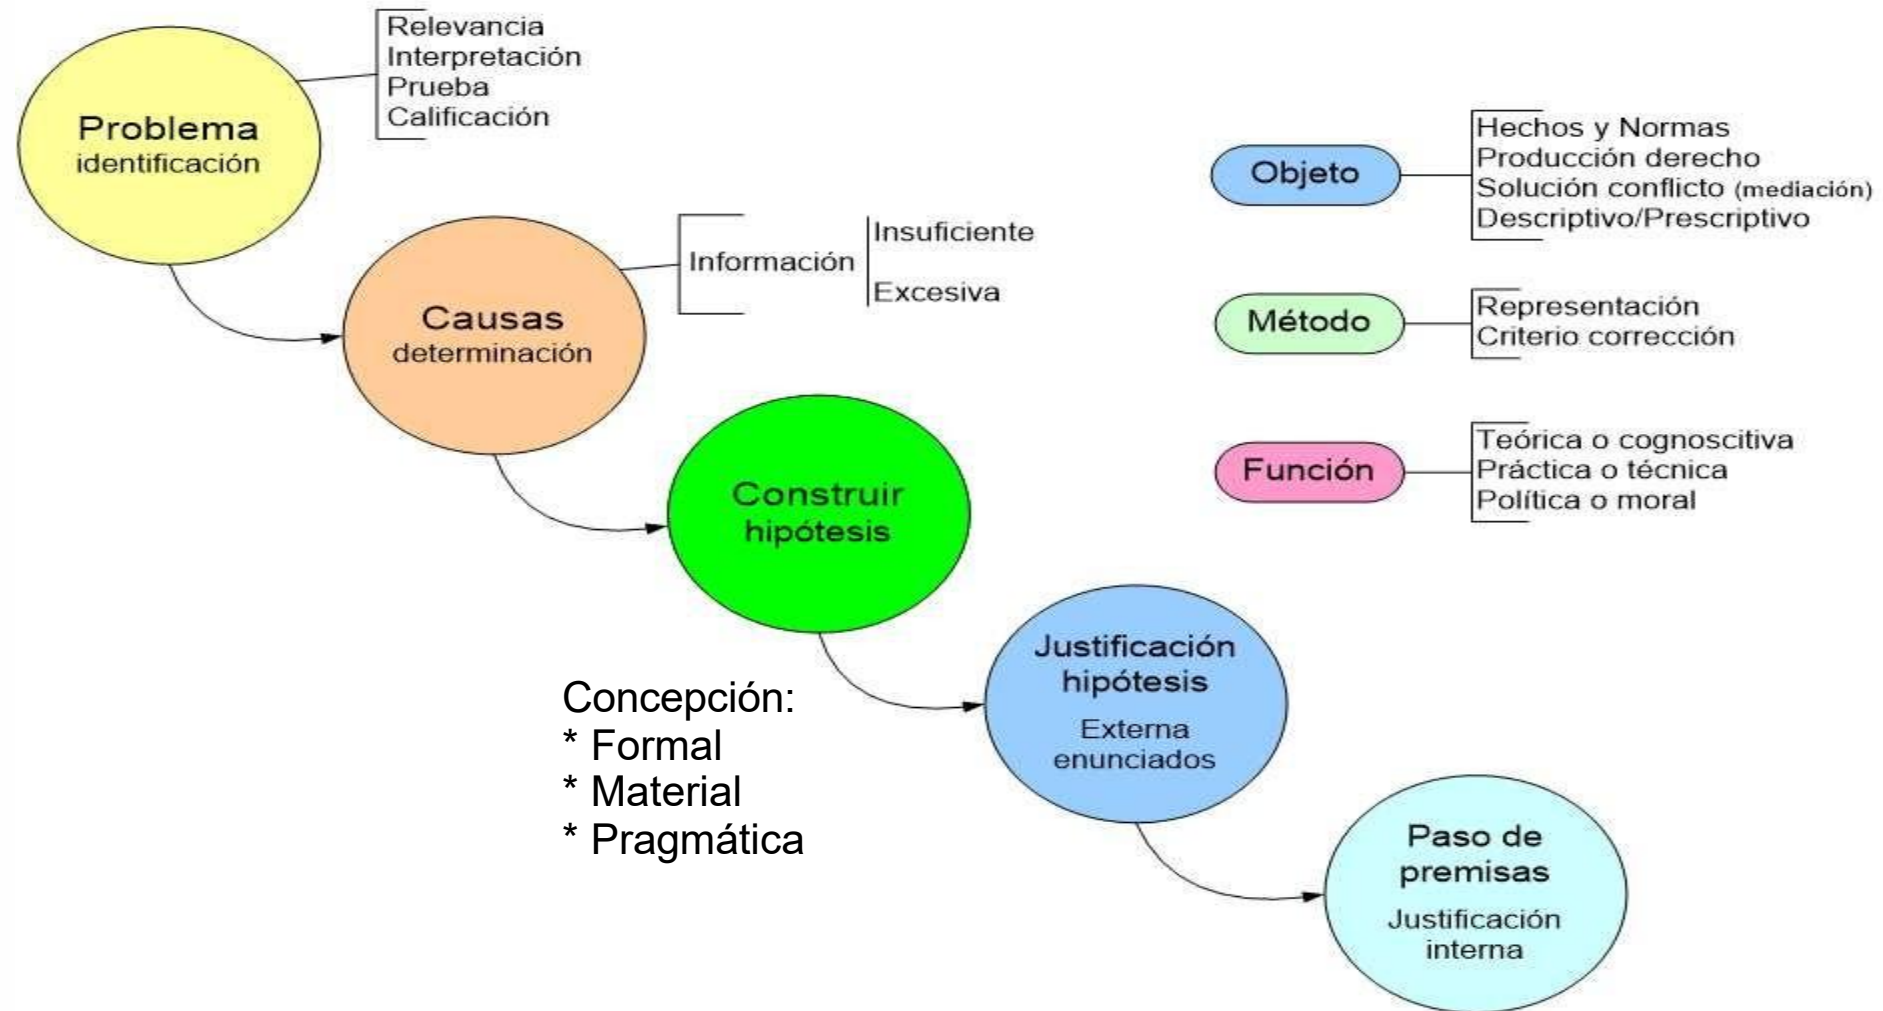 Relevancia
Interpretación
Prueba
Calificación
Problema
identificación
Causas
determinación
Información
Insuficiente
Excesiva
Construir
hipótesis
Concepción:
* Formal
* Material
* Pragmática
Justificación
hipótesis
Externa
enunciados
Paso de
premisas
Justificación
interna
Objeto
Hechos y Normas
Producción derecho
Solución conflicto (mediación)
Descriptivo/Prescriptivo
Método
Representación
Criterio corrección
Función
Teórica o cognoscitiva
Práctica o técnica
Política o moral